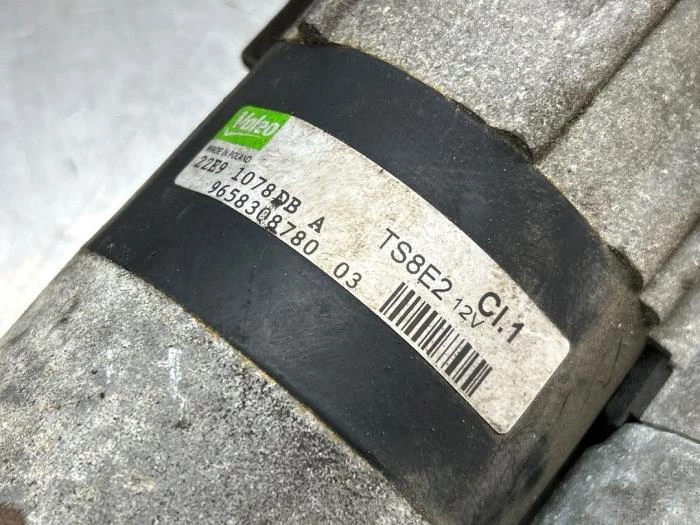 Valeo
MADE IN POLAND
22E9 1078DB A
9658308780 03
TS8E2 12V Cl.1